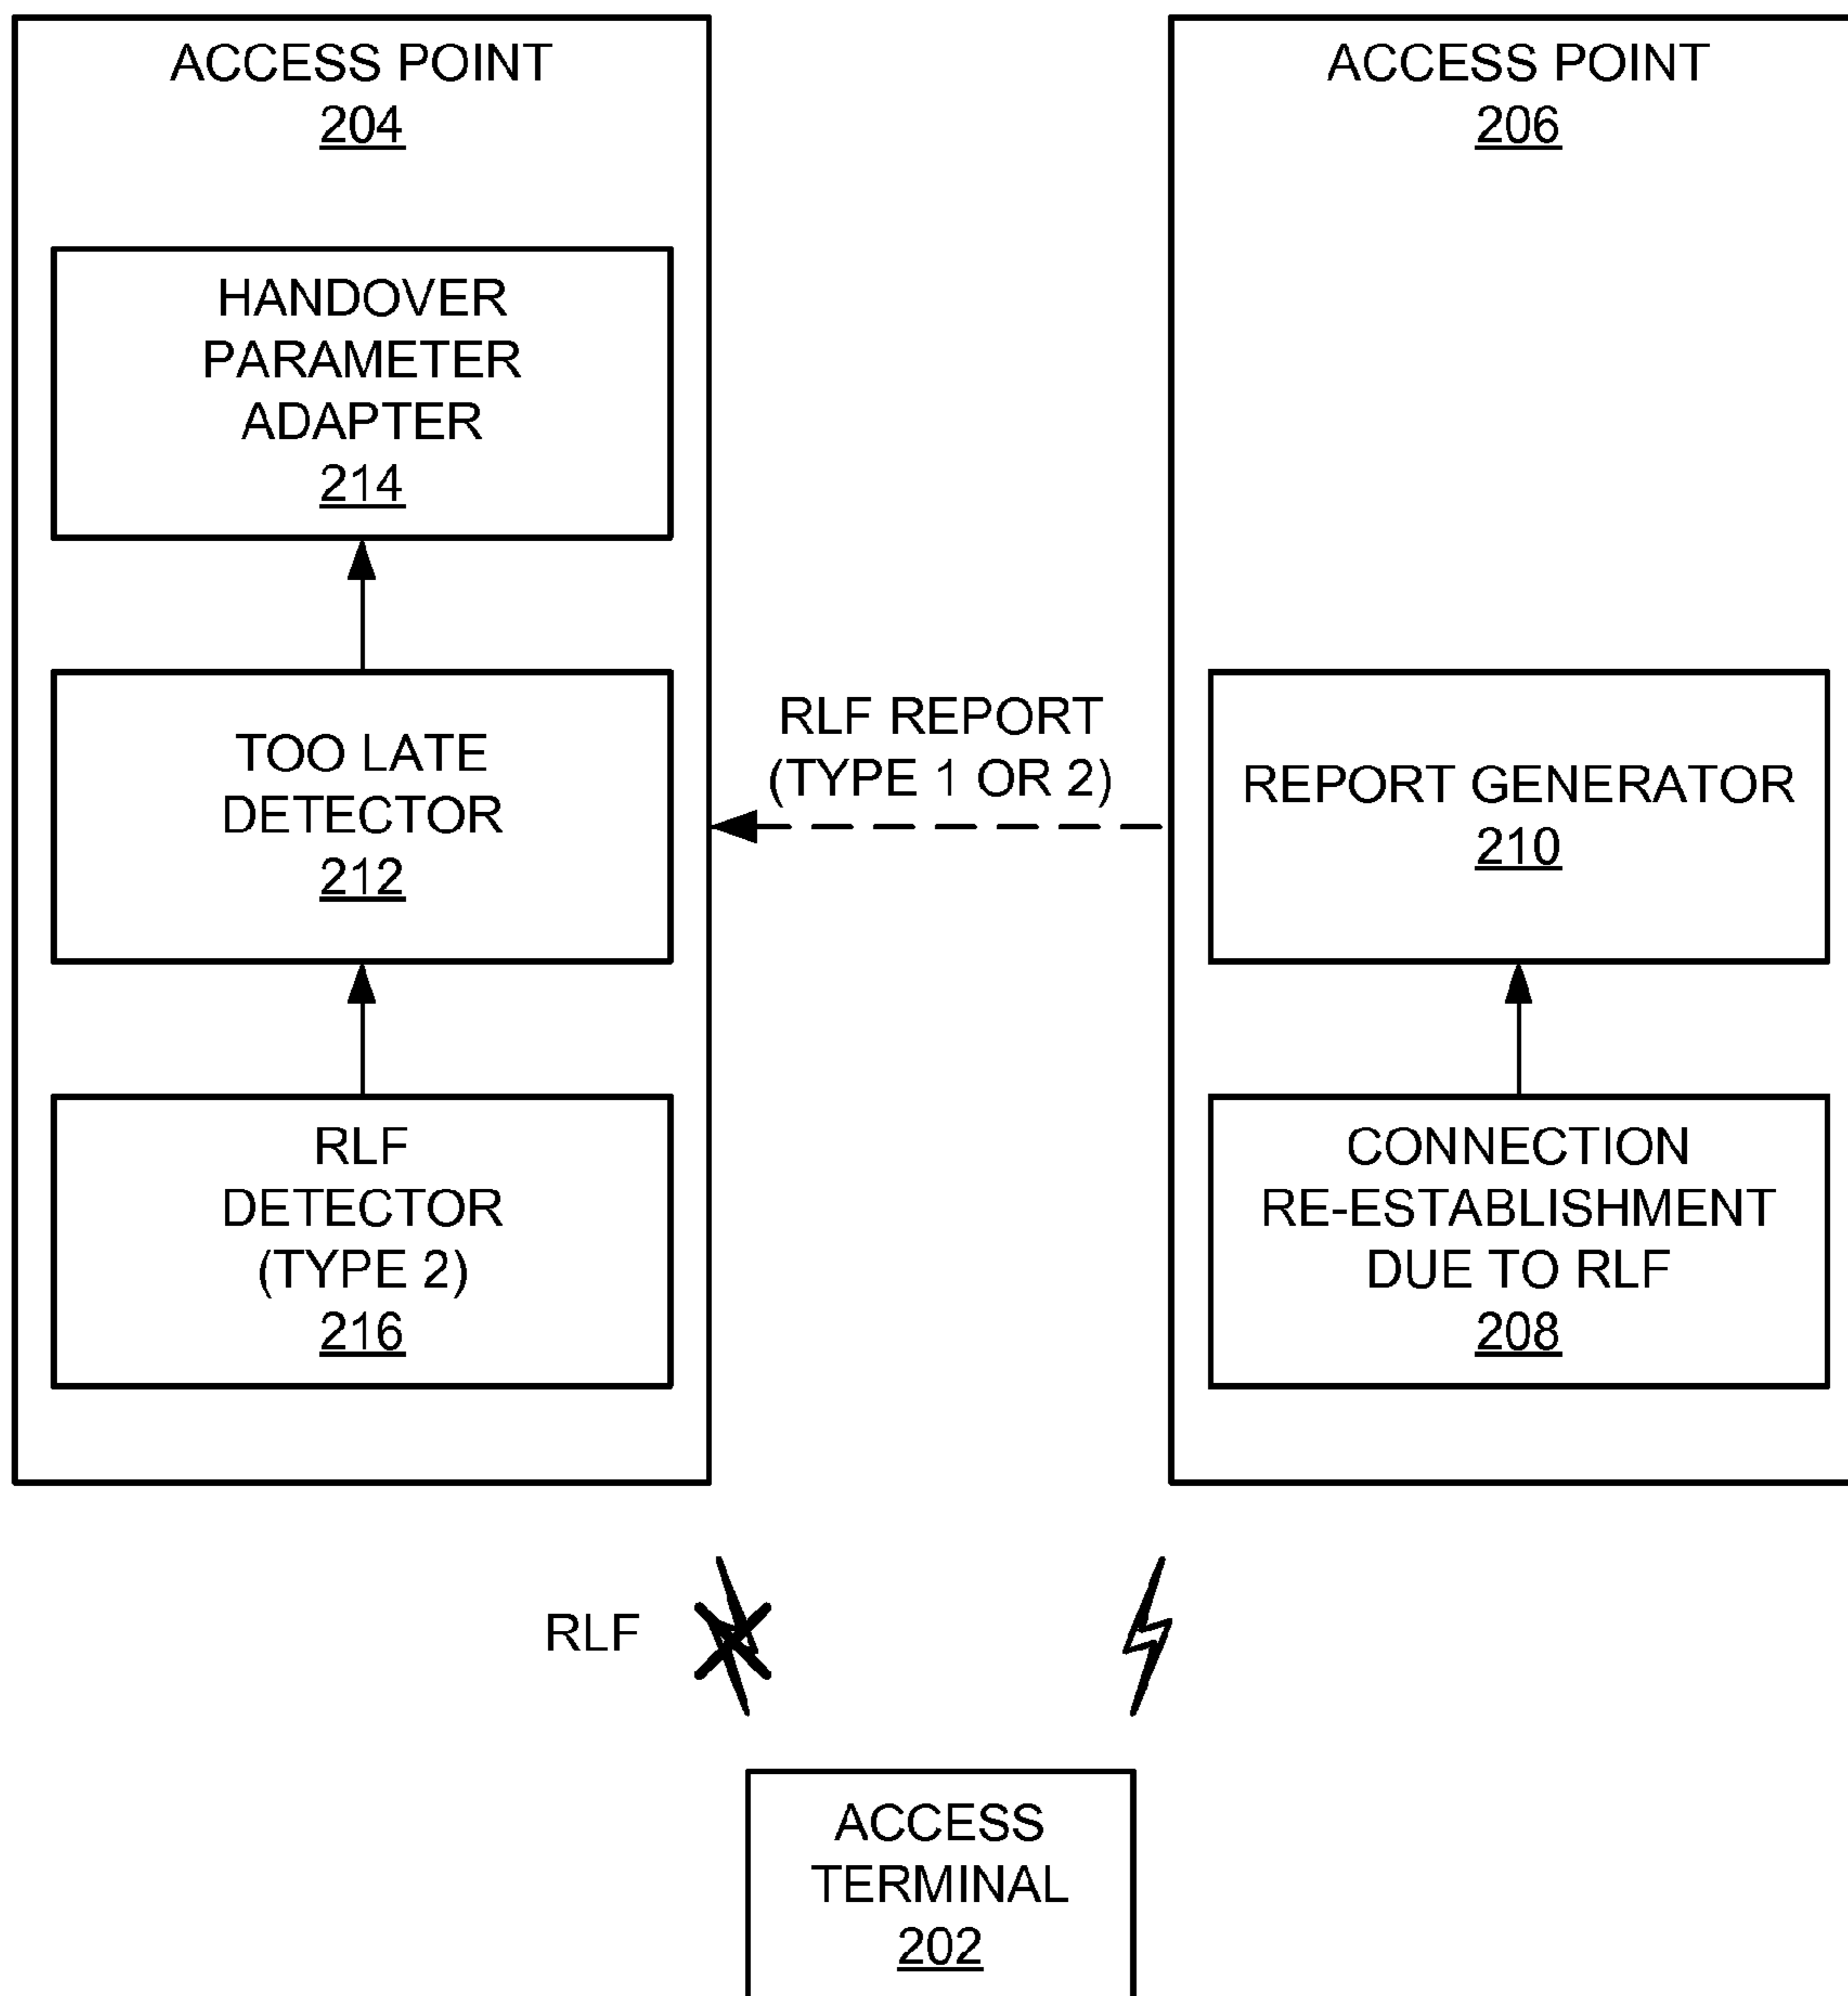 ACCESS POINT
204
HANDOVER
PARAMETER
ADAPTER
214
TOO LATE
DETECTOR
212
RLF
DETECTOR
(TYPE 2)
216
RLF REPORT
(TYPE 1 OR 2)
ACCESS POINT
206
REPORT GENERATOR
210
CONNECTION
RE-ESTABLISHMENT
DUE TO RLF
208
RLF
ACCESS
TERMINAL
202